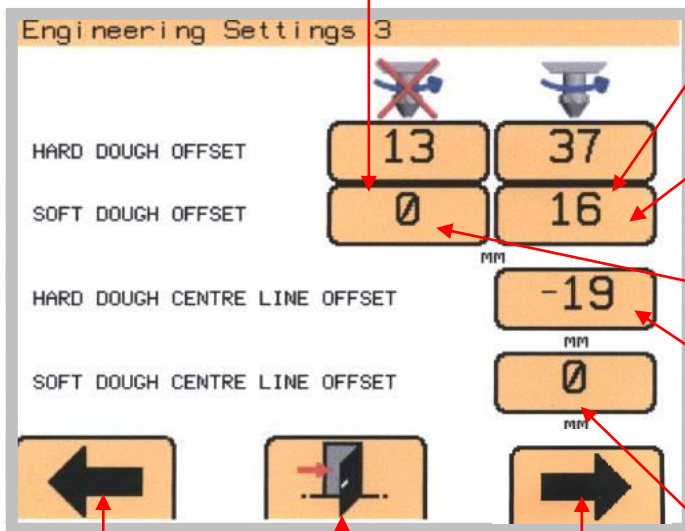 Engineering Settings 3
HARD DOUGH OFFSET 13 37
SOFT DOUGH OFFSET 0 16
MM
HARD DOUGH CENTRE LINE OFFSET -19
MM
SOFT DOUGH CENTRE LINE OFFSET 0
MM